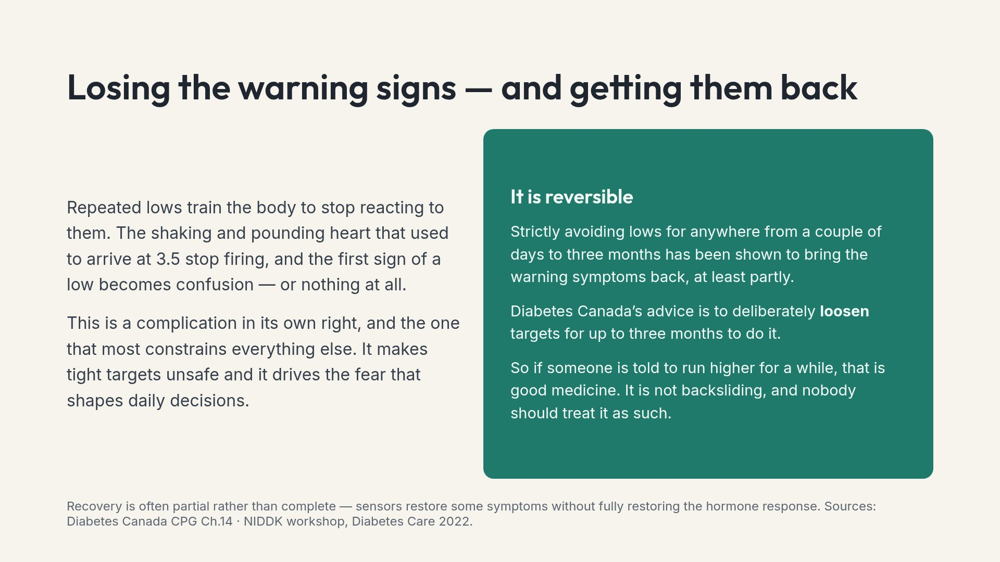 Losing the warning signs — and getting them back
Repeated lows train the body to stop reacting to
them. The shaking and pounding heart that used
to arrive at 3.5 stop firing, and the first sign of a
low becomes confusion — or nothing at all.
This is a complication in its own right, and the one
that most constrains everything else. It makes
tight targets unsafe and it drives the fear that
shapes daily decisions.
It is reversible
Strictly avoiding lows for anywhere from a couple of
days to three months has been shown to bring the
warning symptoms back, at least partly.
Diabetes Canada’s advice is to deliberately loosen
targets for up to three months to do it.
So if someone is told to run higher for a while, that is
good medicine. It is not backsliding, and nobody
should treat it as such.
Recovery is often partial rather than complete — sensors restore some symptoms without fully restoring the hormone response. Sources:
Diabetes Canada CPG Ch.14 · NIDDK workshop, Diabetes Care 2022.